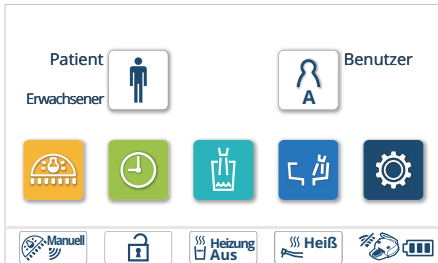 Patient
Benutzer
Erwachsener
A
Manuell
Heizung
Aus
Heiß